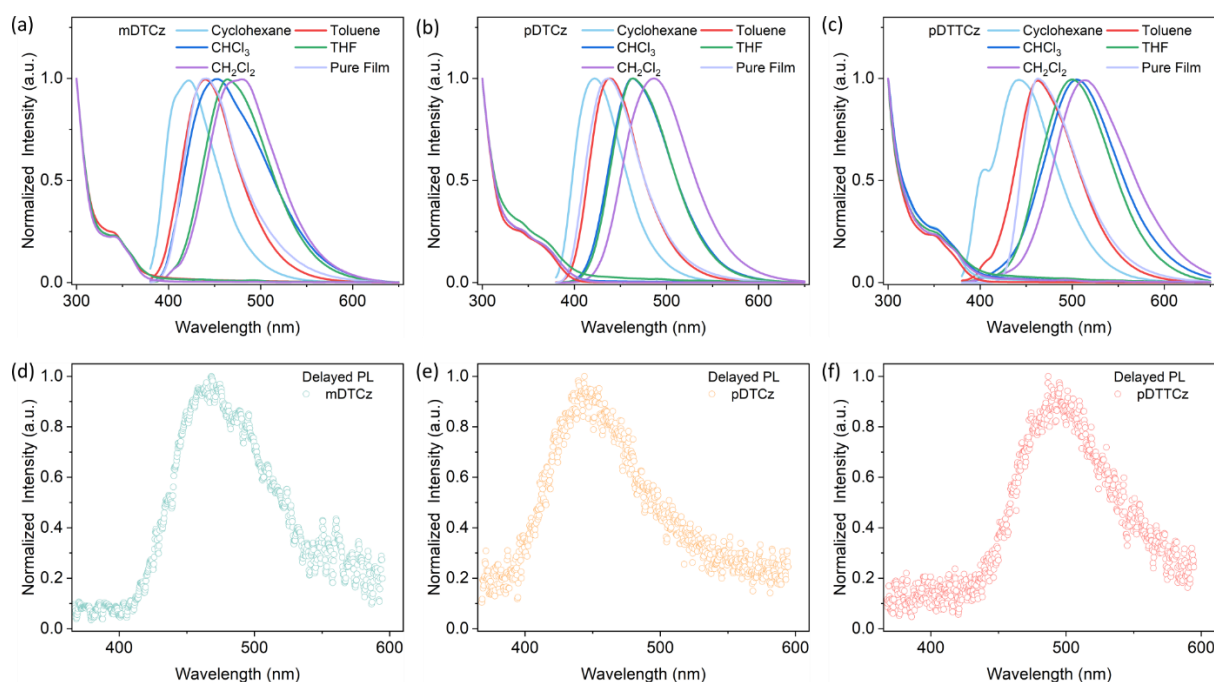 (a) mDTCz
Cyclohexane Toluene
CHCl₃ THF
CH₂Cl₂ Pure Film
1.0
0.5
0.0
300 400 500 600
Normalized Intensity (a.u.)
Wavelength (nm)
(b) pDTCz
Cyclohexane Toluene
CHCl₃ THF
CH₂Cl₂ Pure Film
1.0
0.5
0.0
300 400 500 600
Normalized Intensity (a.u.)
Wavelength (nm)
(c) pDTTCz
Cyclohexane Toluene
CHCl₃ THF
CH₂Cl₂ Pure Film
1.0
0.5
0.0
300 400 500 600
Normalized Intensity (a.u.)
Wavelength (nm)
(d) Delayed PL
mDTCz
1.0
0.8
0.6
0.4
0.2
0.0
400 500 600
Normalized Intensity (a.u.)
Wavelength (nm)
(e) Delayed PL
pDTCz
1.0
0.8
0.6
0.4
0.2
0.0
400 500 600
Normalized Intensity (a.u.)
Wavelength (nm)
(f) Delayed PL
pDTTCz
1.0
0.8
0.6
0.4
0.2
0.0
400 500 600
Normalized Intensity (a.u.)
Wavelength (nm)